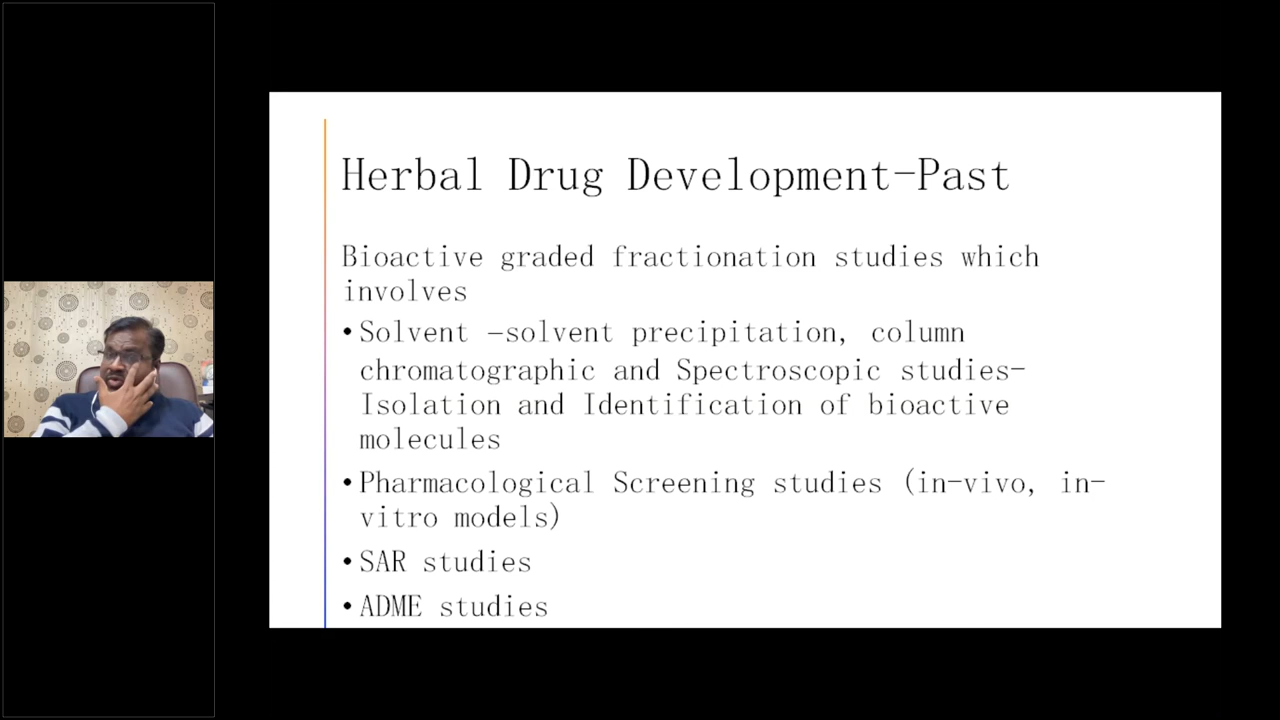 Herbal Drug Development-Past
Bioactive graded fractionation studies which
involves
•Solvent –solvent precipitation, column
chromatographic and Spectroscopic studies-
Isolation and Identification of bioactive
molecules
•Pharmacological Screening studies (in-vivo, in-
vitro models)
•SAR studies
•ADME studies